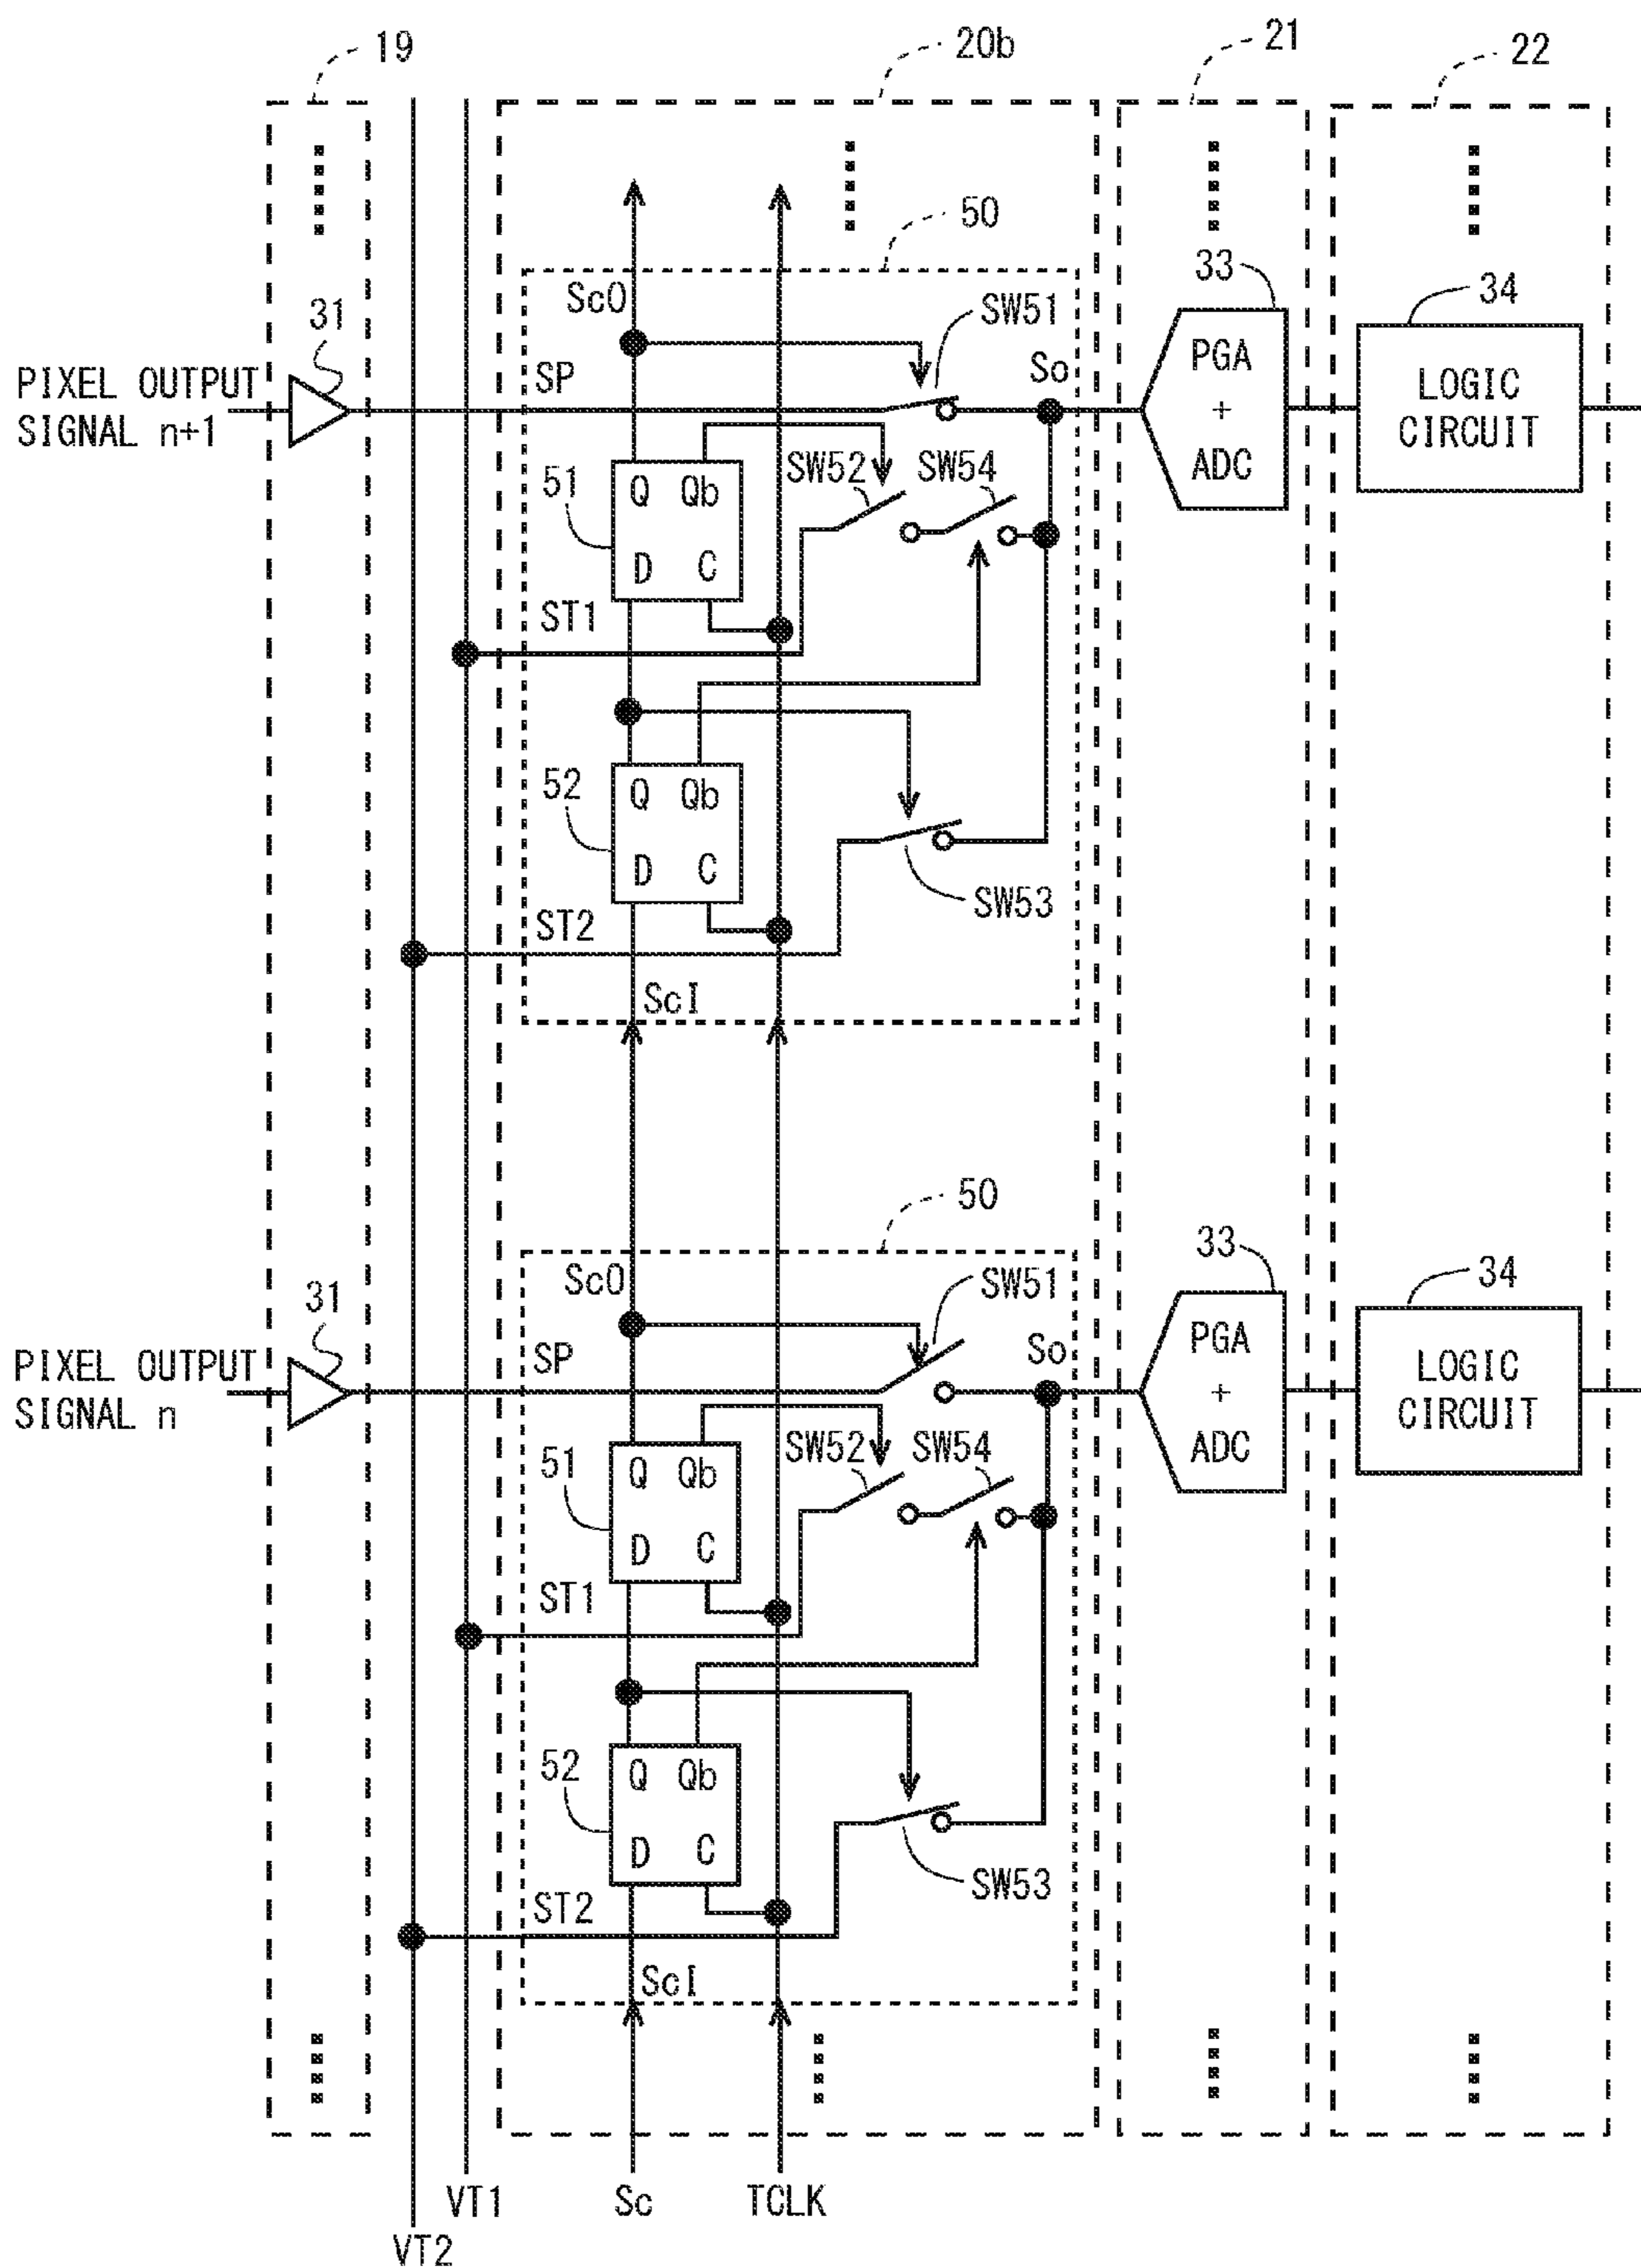 19
20b
21
22
50
ScO
SW51
31
33
34
PIXEL OUTPUT
SIGNAL n+1
SP
So
PGA
+
ADC
LOGIC
CIRCUIT
51
Q Qb
D C
SW52
SW54
ST1
52
Q Qb
D C
SW53
ST2
ScI
50
ScO
SW51
31
33
34
PIXEL OUTPUT
SIGNAL n
SP
So
PGA
+
ADC
LOGIC
CIRCUIT
51
Q Qb
D C
SW52
SW54
ST1
52
Q Qb
D C
SW53
ST2
ScI
VT1
Sc
TCLK
VT2